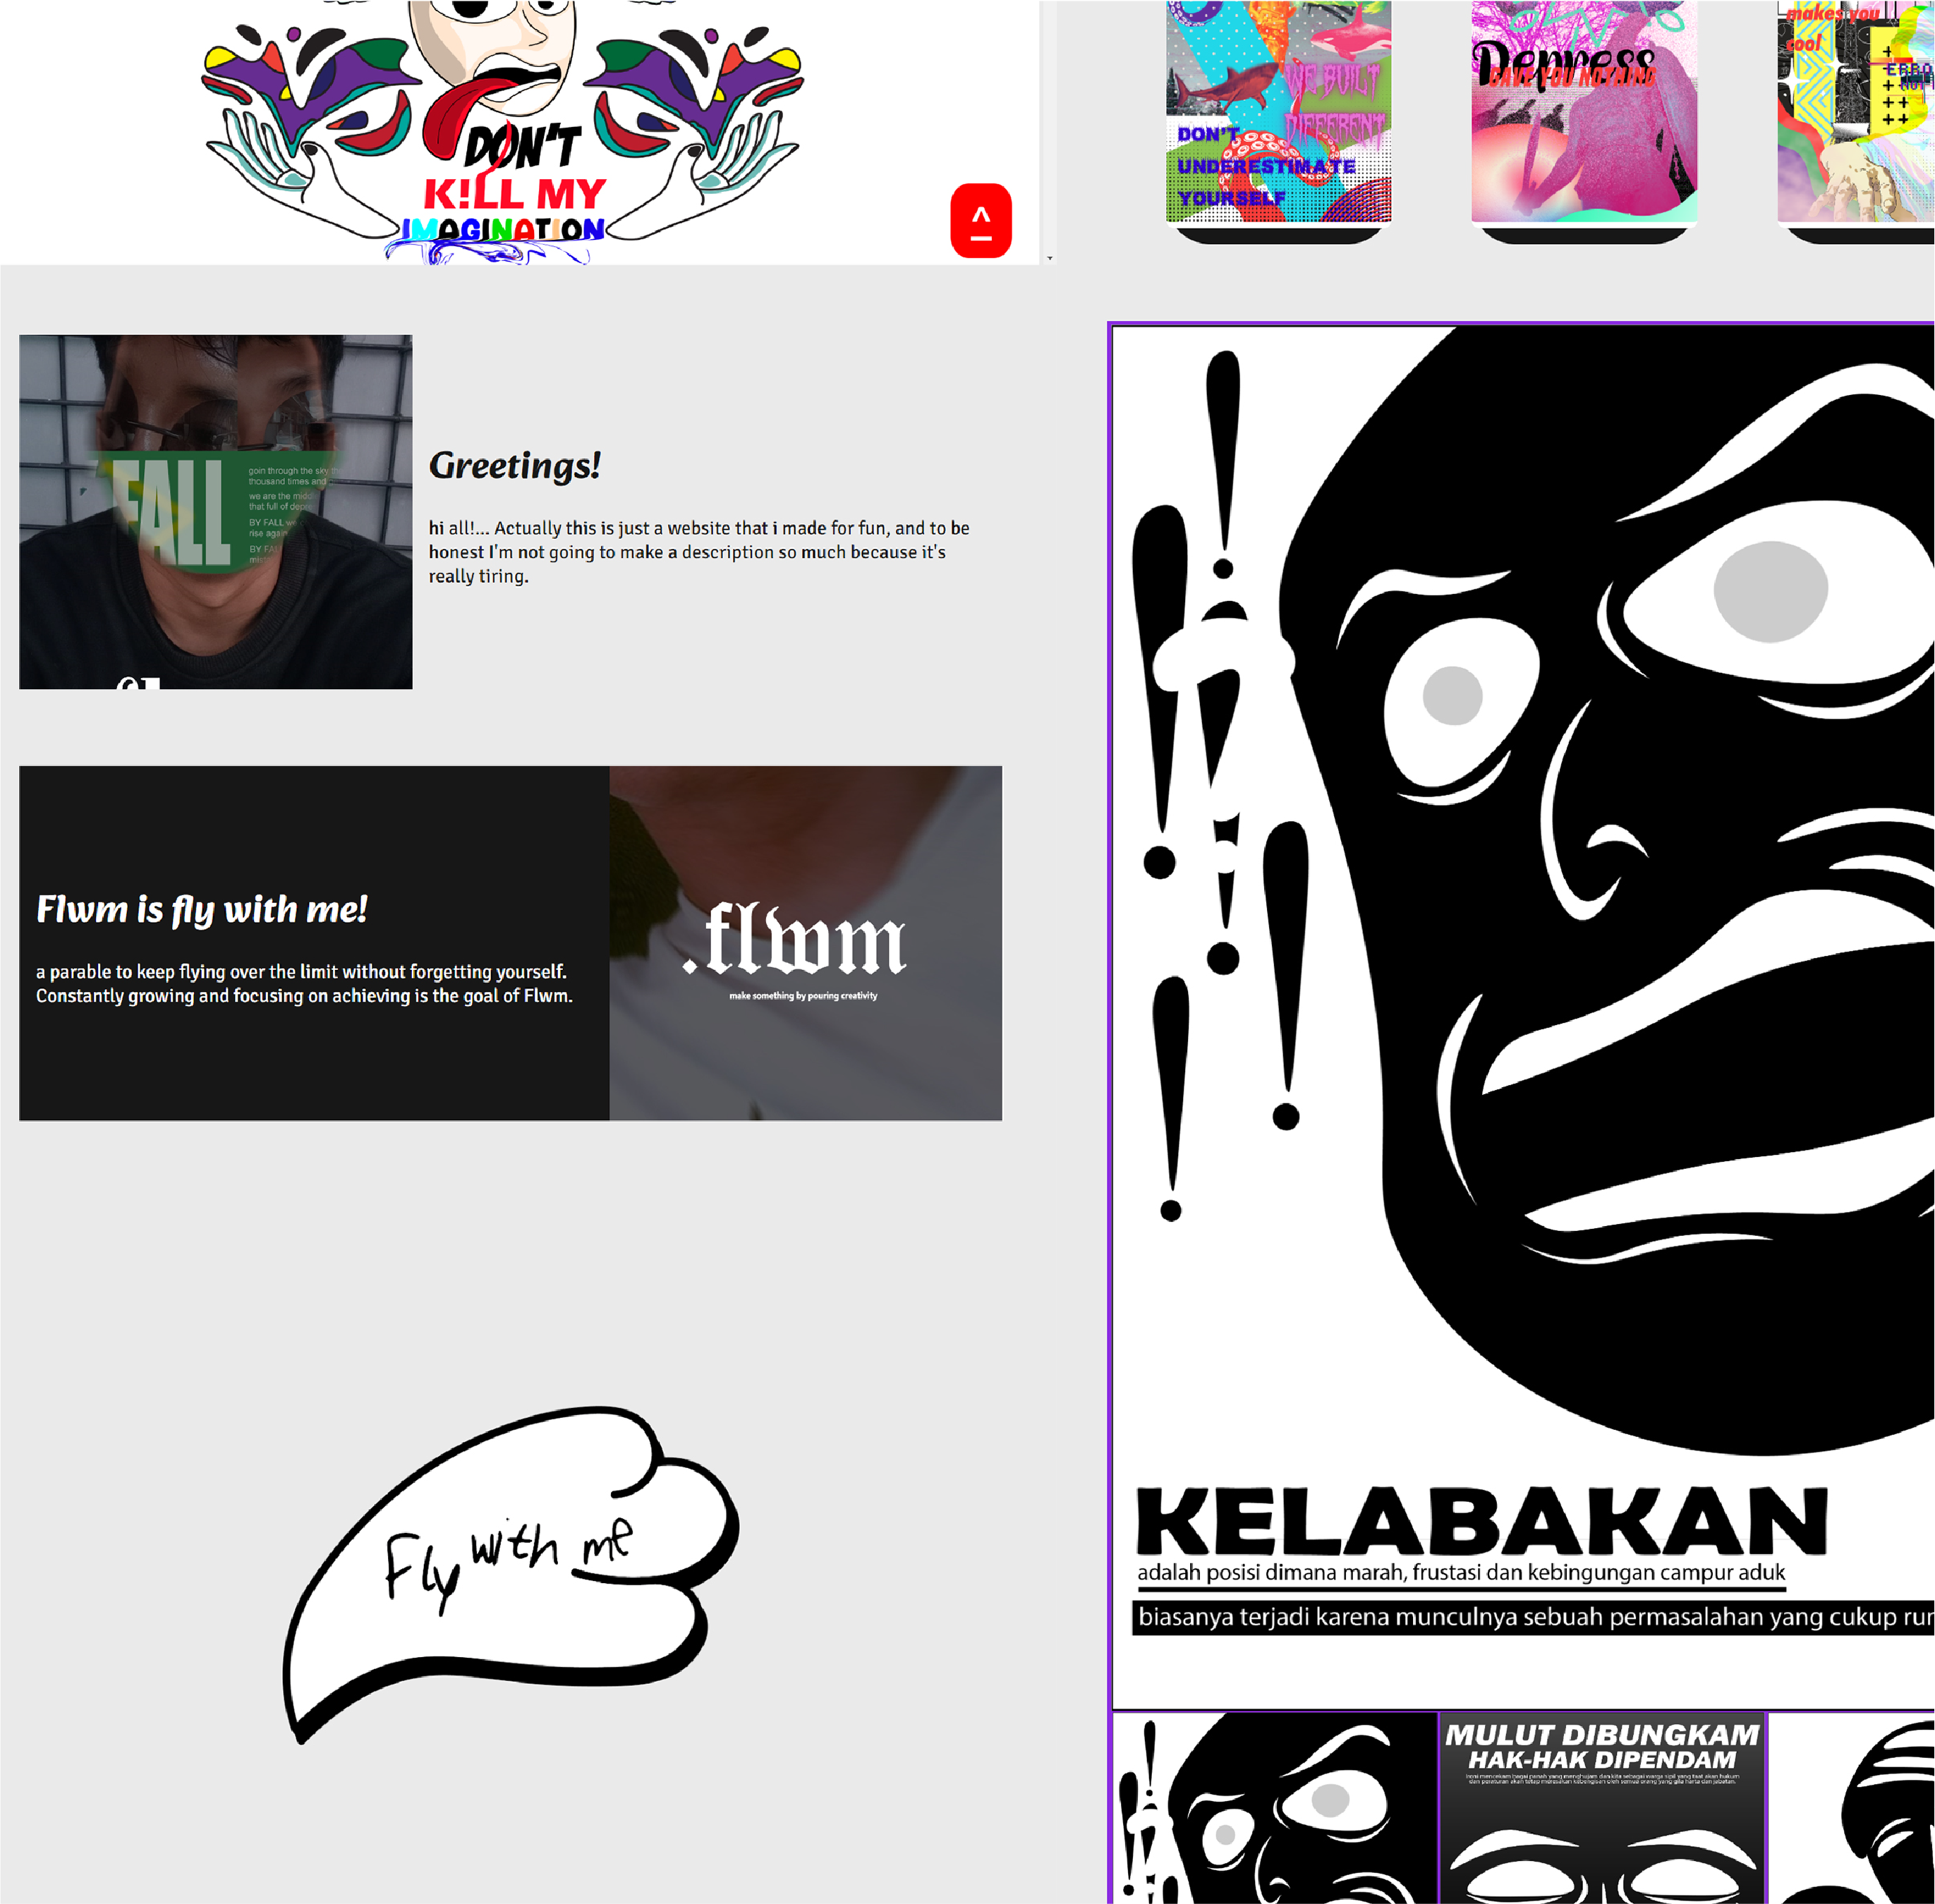 DON'T
K!LL MY
IMAGINATION
^
WE BUILT
DIFFERENT
DON'T
UNDERESTIMATE
YOURSELF
Depress
GAVE YOU NOTHING
makes you
cool
ERRO
FALL
goin through the sky
thousand times and
we are the midd
that full of depre
BY FALL we
rise again
BY FAL
Greetings!
hi all!... Actually this is just a website that i made for fun, and to be
honest I'm not going to make a description so much because it's
really tiring.
Flwm is fly with me!
a parable to keep flying over the limit without forgetting yourself.
Constantly growing and focusing on achieving is the goal of Flwm.
.flwm
make something by pouring creativity
Fly with me
KELABAKAN
adalah posisi dimana marah, frustasi dan kebingungan campur aduk
biasanya terjadi karena munculnya sebuah permasalahan yang cukup rur
MULUT DIBUNGKAM
HAK-HAK DIPENDAM